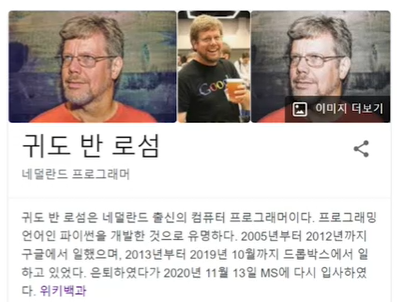 Google
이미지 더보기
귀도 반 로섬
네덜란드 프로그래머
귀도 반 로섬은 네덜란드 출신의 컴퓨터 프로그래머이다. 프로그래밍
언어인 파이썬을 개발한 것으로 유명하다. 2005년부터 2012년까지
구글에서 일했으며, 2013년부터 2019년 10월까지 드롭박스에서 일
하고 있었다. 은퇴하였다가 2020년 11월 13일 MS에 다시 입사하였
다. 위키백과